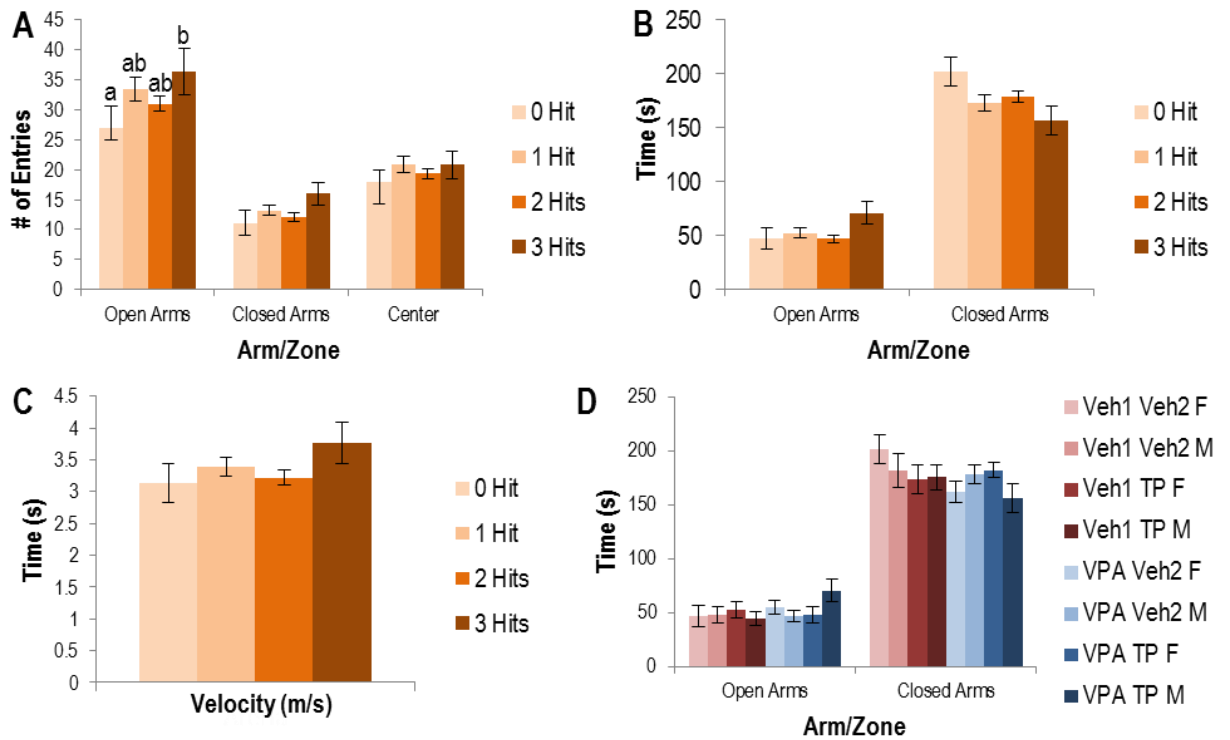 A
# of Entries
45
40
35
30
25
20
15
10
5
0
a
ab
ab
b
Open Arms
Closed Arms
Center
Arm/Zone
0 Hit
1 Hit
2 Hits
3 Hits
B
Time (s)
250
200
150
100
50
0
Open Arms
Closed Arms
Arm/Zone
0 Hit
1 Hit
2 Hits
3 Hits
C
Time (s)
4.5
4
3.5
3
2.5
2
1.5
1
0.5
0
Velocity (m/s)
0 Hit
1 Hit
2 Hits
3 Hits
D
Time (s)
250
200
150
100
50
0
Open Arms
Closed Arms
Arm/Zone
Veh1 Veh2 F
Veh1 Veh2 M
Veh1 TP F
Veh1 TP M
VPA Veh2 F
VPA Veh2 M
VPA TP F
VPA TP M